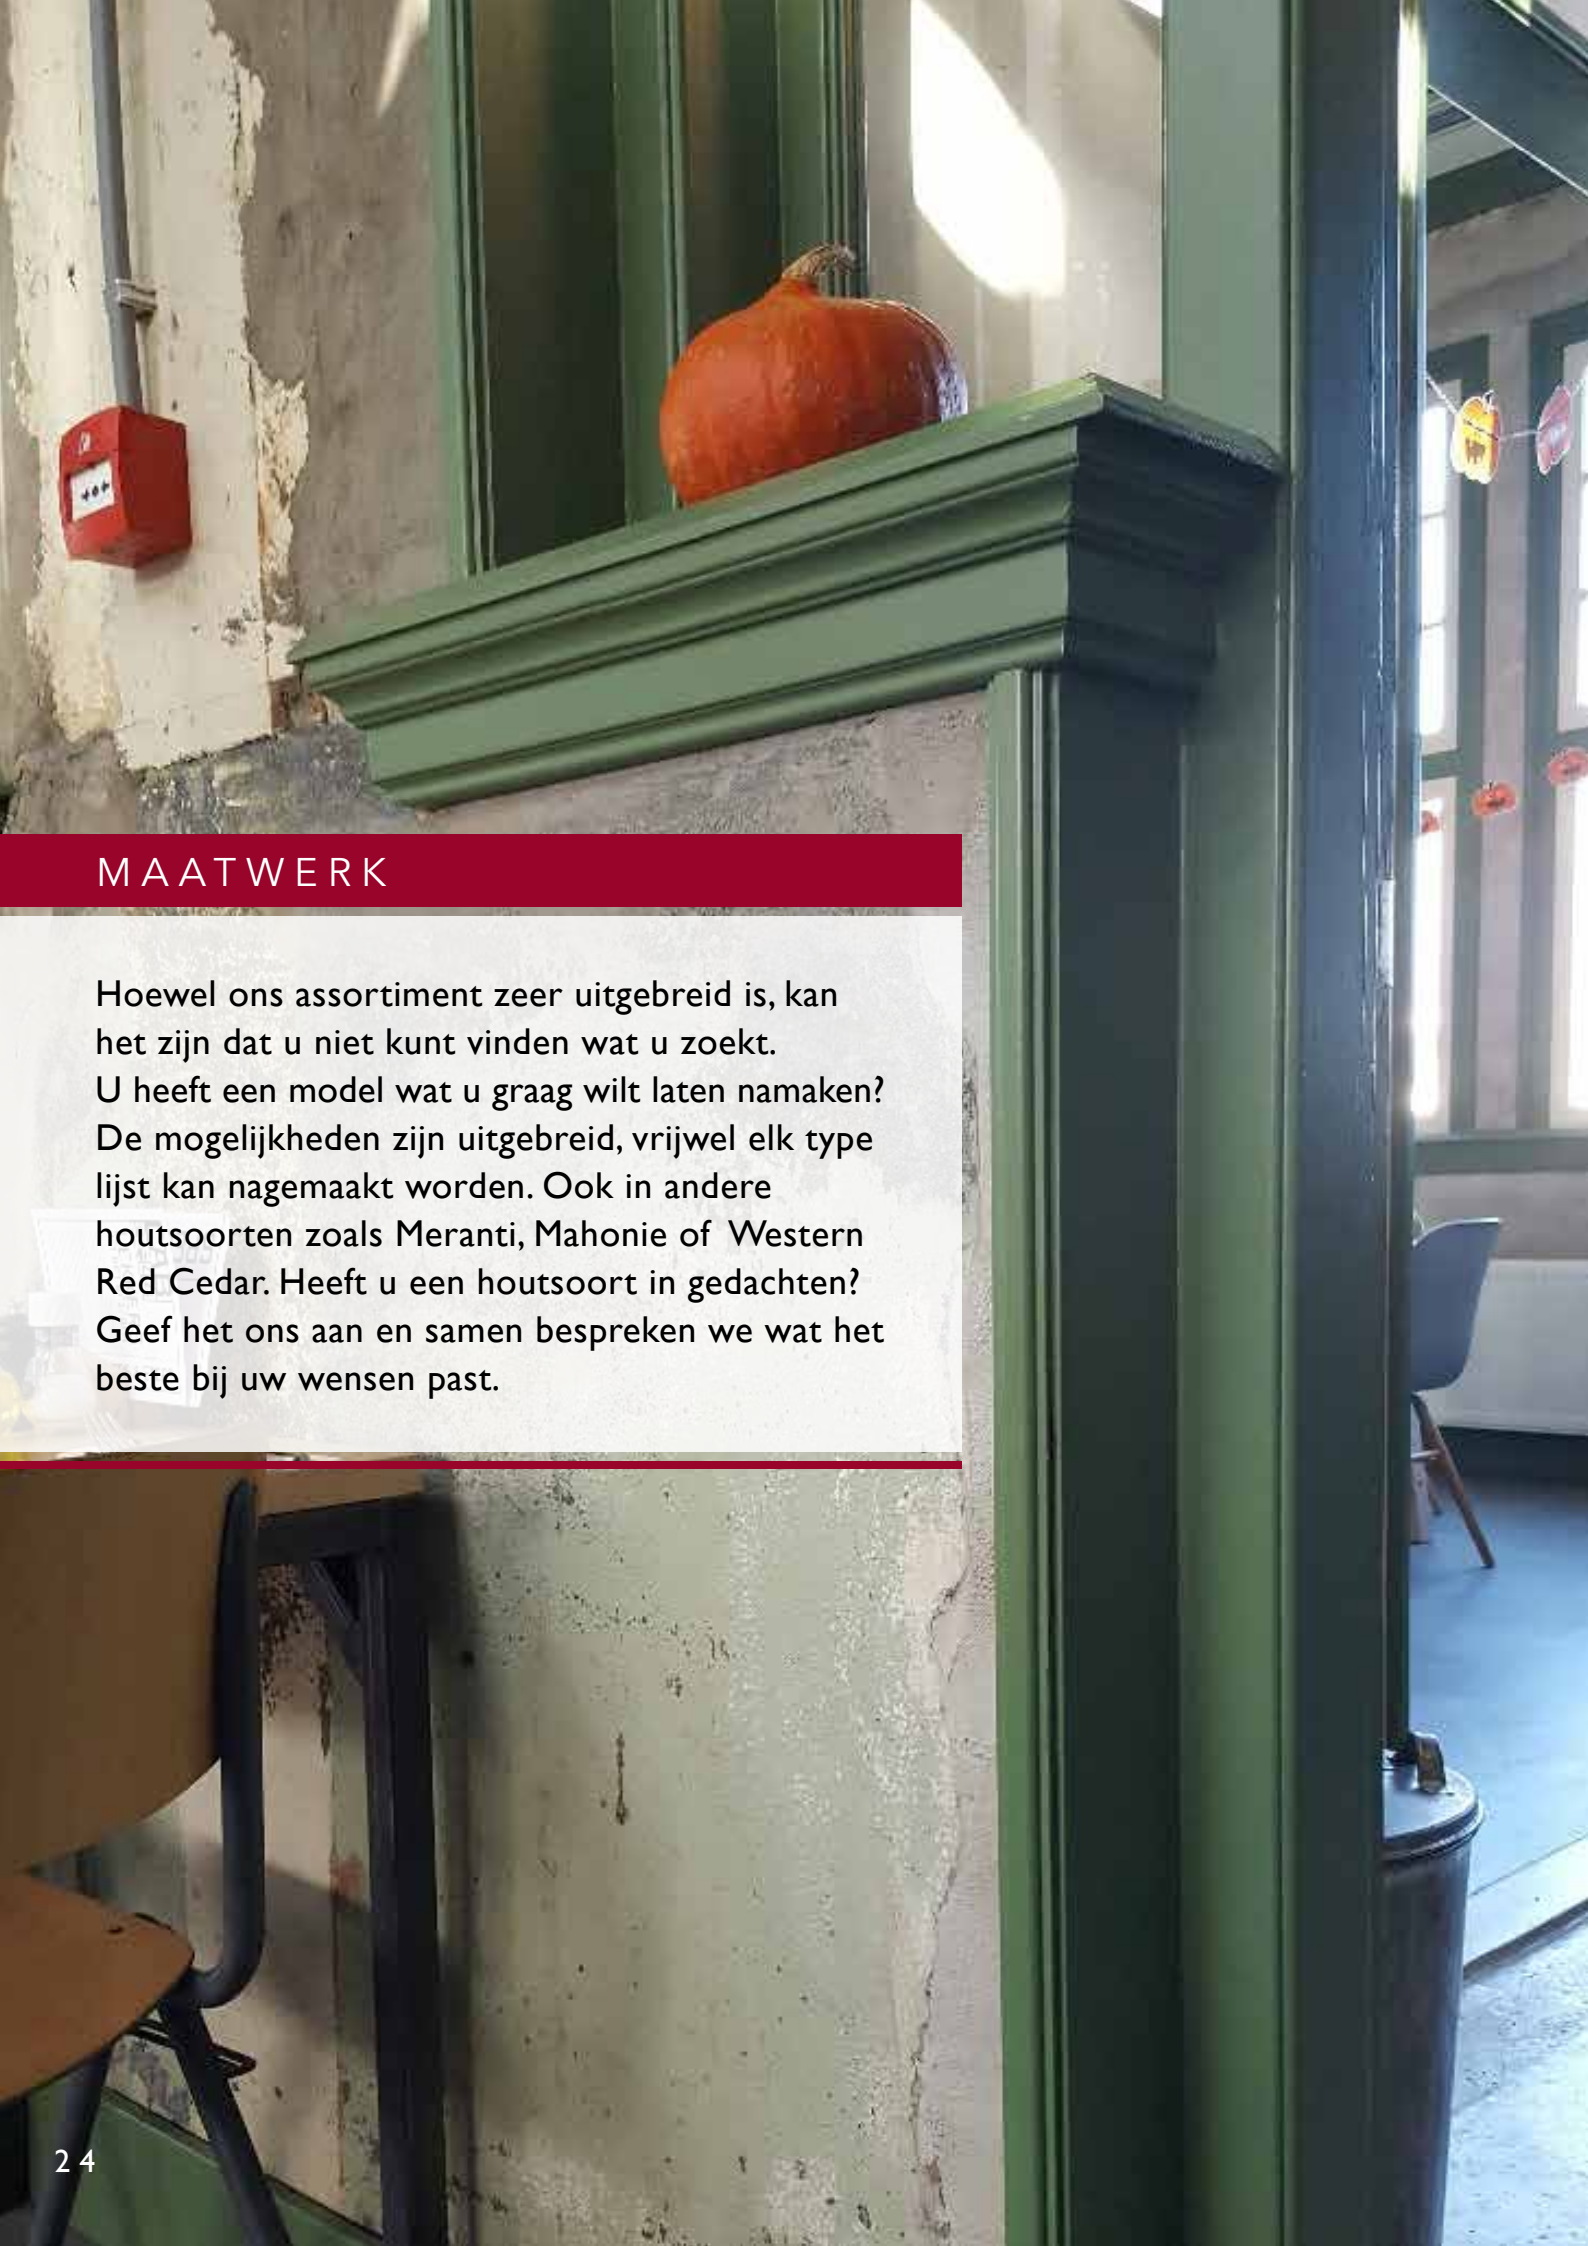 MAATWERK
Hoewel ons assortiment zeer uitgebreid is, kan
het zijn dat u niet kunt vinden wat u zoekt.
U heeft een model wat u graag wilt laten namaken?
De mogelijkheden zijn uitgebreid, vrijwel elk type
lijst kan nagemaakt worden. Ook in andere
houtsoorten zoals Meranti, Mahonie of Western
Red Cedar. Heeft u een houtsoort in gedachten?
Geef het ons aan en samen bespreken we wat het
beste bij uw wensen past.
24